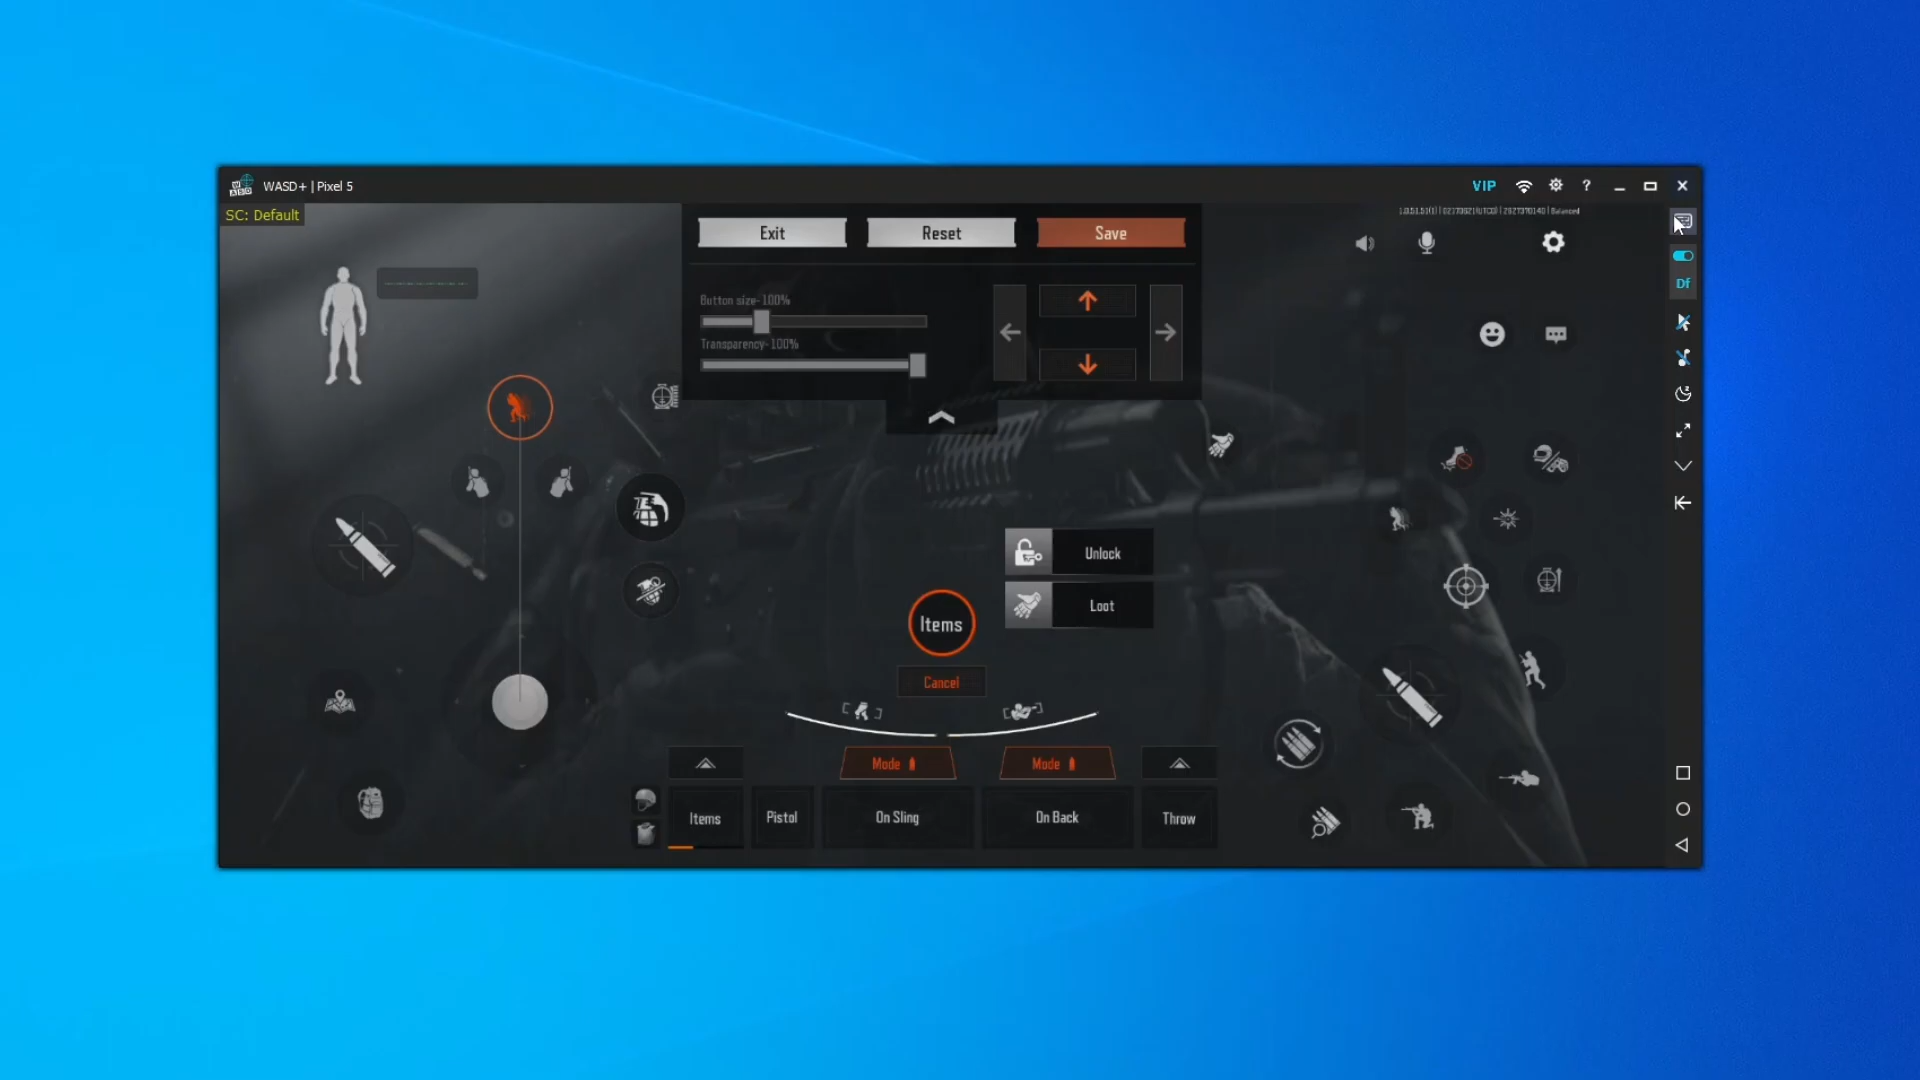 WASD+ | Pixel 5
VIP
?
SC: Default
Exit
Reset
Save
Button size-100%
Transparency-100%
Df
Unlock
Loot
Items
Cancel
Mode
Mode
Items
Pistol
On Sling
On Back
Throw